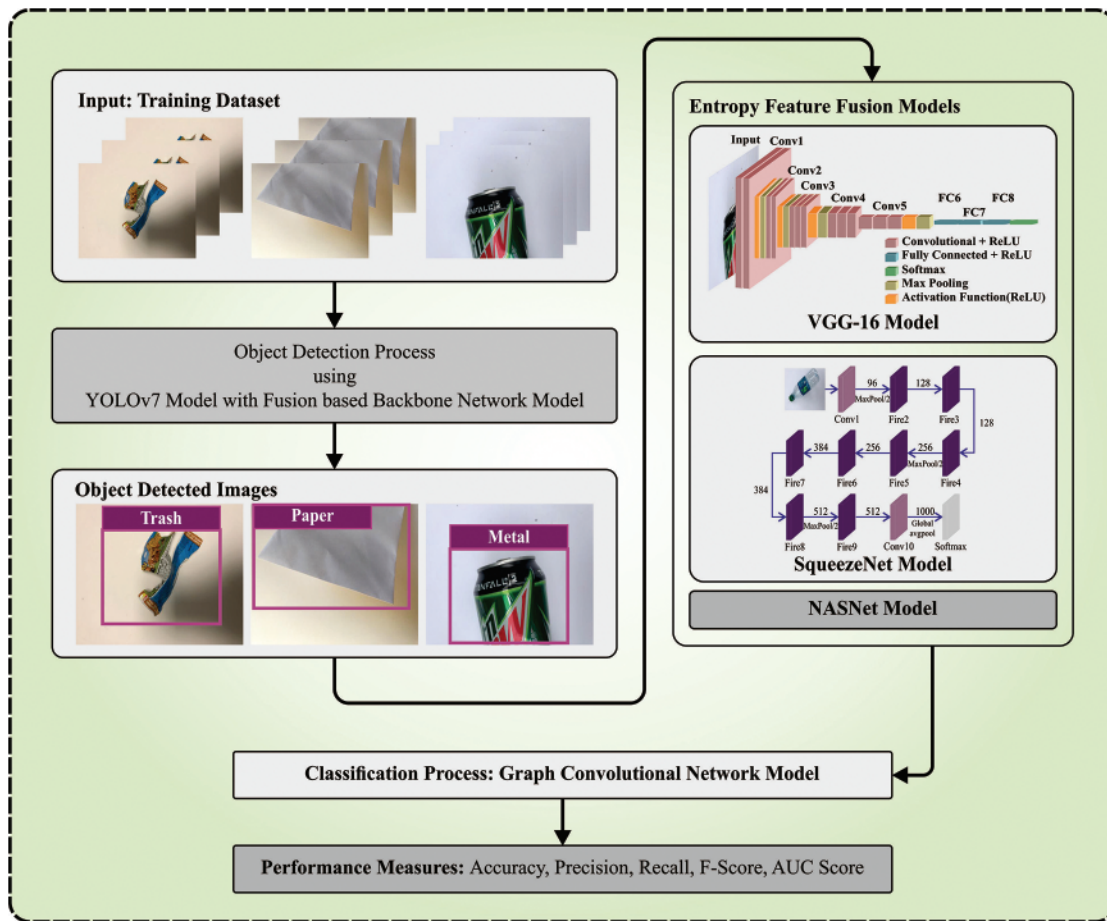 Input: Training Dataset
Object Detection Process
using
YOLOv7 Model with Fusion based Backbone Network Model
Object Detected Images
Trash
Paper
Metal
Entropy Feature Fusion Models
Input
Conv1
Conv2
Conv3
Conv4
Conv5
FC6
FC7
FC8
Convolutional + ReLU
Fully Connected + ReLU
Softmax
Max Pooling
Activation Function(ReLU)
VGG-16 Model
Conv1
96
MaxPool/2
Fire2
128
Fire3
128
Fire4
256
MaxPool/2
Fire5
256
Fire6
384
Fire7
384
Fire8
512
MaxPool/2
Fire9
512
Conv10
1000
Global
avgpool
Softmax
SqueezeNet Model
NASNet Model
Classification Process: Graph Convolutional Network Model
Performance Measures: Accuracy, Precision, Recall, F-Score, AUC Score